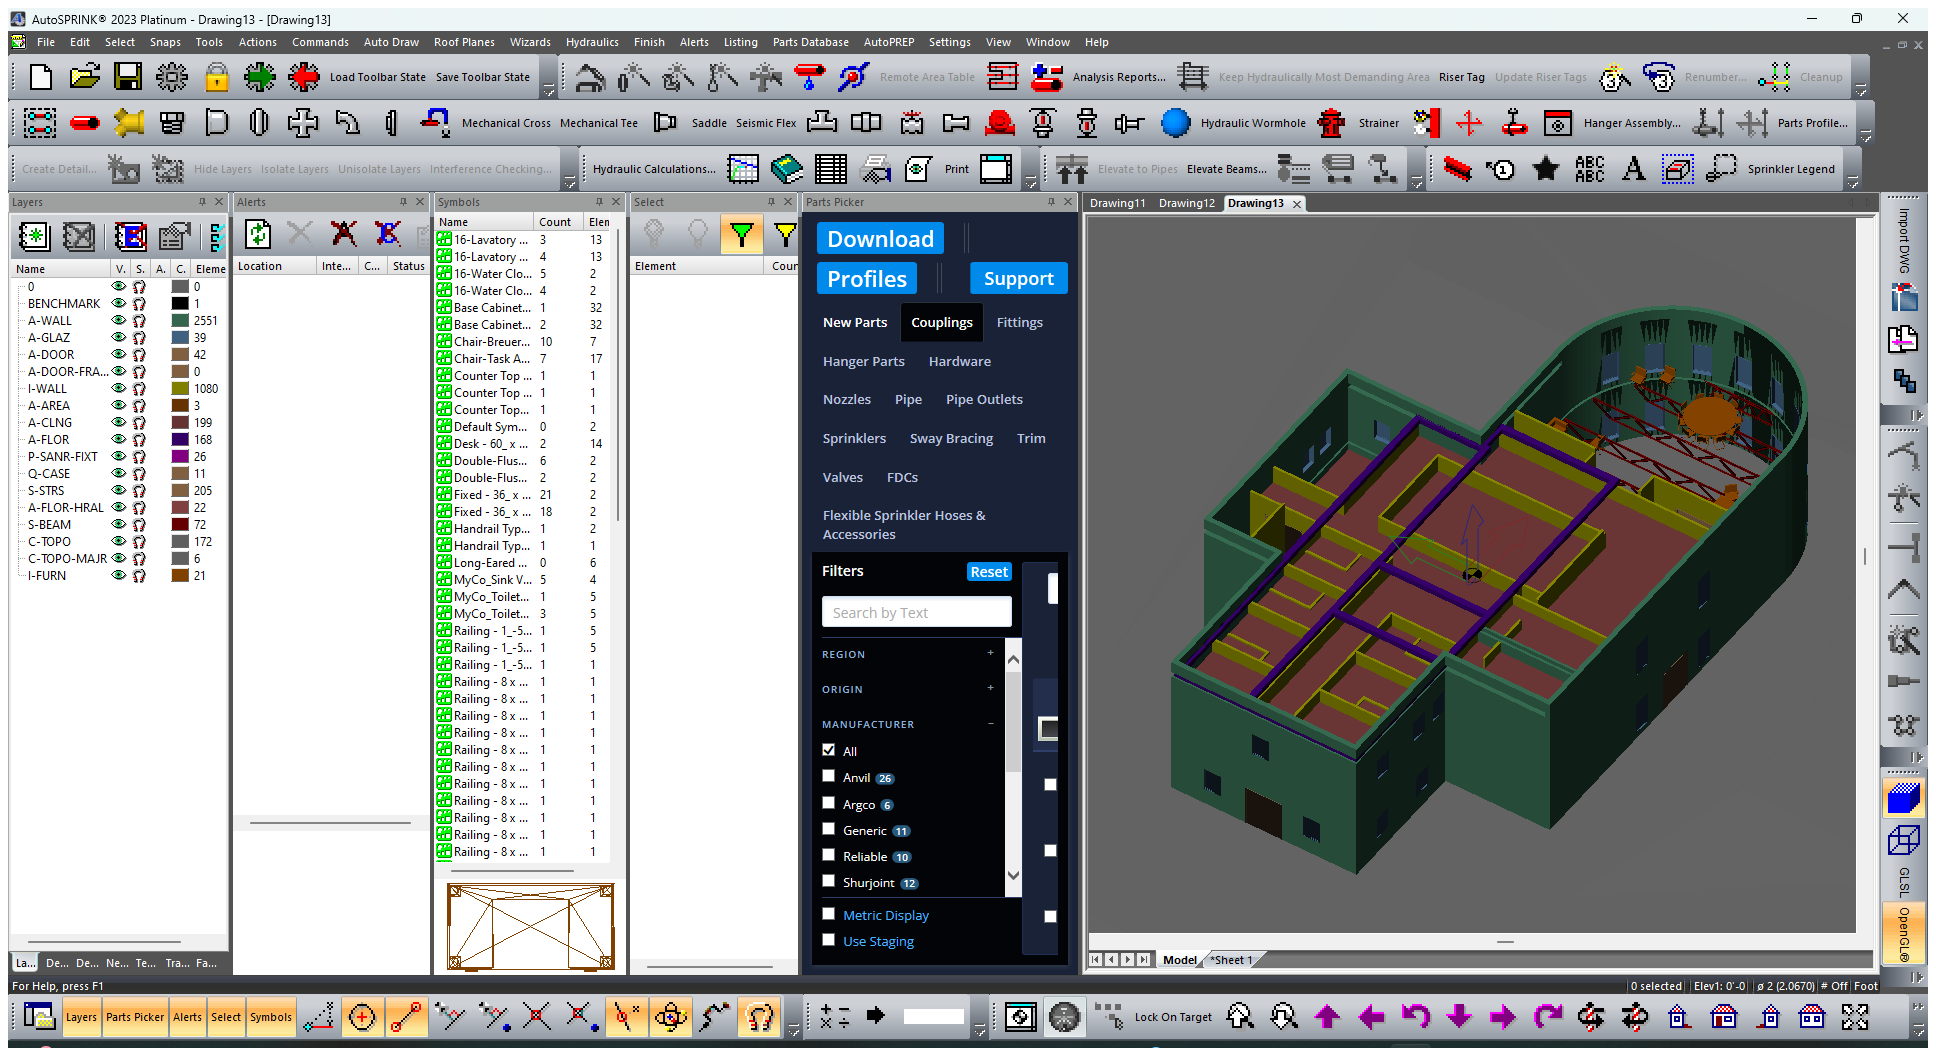 AutoSPRINK® 2023 Platinum - Drawing13 - [Drawing13]
File Edit Select Snaps Tools Actions Commands Auto Draw Roof Planes Wizards Hydraulics Finish Alerts Listing Parts Database AutoPREP Settings View Window Help
Load Toolbar State Save Toolbar State Remote Area Table Analysis Reports... Keep Hydraulically Most Demanding Area Riser Tag Update Riser Tags Renumber... Cleanup
Mechanical Cross Mechanical Tee Saddle Seismic Flex Hydraulic Wormhole Strainer Hanger Assembly... Parts Profile...
Create Detail... Hide Layers Isolate Layers Unisolate Layers Interference Checking... Hydraulic Calculations... Print Elevate to Pipes Elevate Beams... ABC ABC A Sprinkler Legend
Layers
Name V. S. A. C. Eleme
0 0
BENCHMARK 1
A-WALL 2551
A-GLAZ 39
A-DOOR 42
A-DOOR-FRA... 0
I-WALL 1080
A-AREA 3
A-CLNG 199
A-FLOR 168
P-SANR-FIXT 26
Q-CASE 11
S-STRS 205
A-FLOR-HRAL 22
S-BEAM 72
C-TOPO 172
C-TOPO-MAJR 6
I-FURN 21
La... De... De... Ne... Te... Tra... Fa...
Alerts
Location Inte... C... Status
Symbols
Name Count Elen
16-Lavatory ... 3 13
16-Lavatory ... 4 13
16-Water Clo... 5 2
16-Water Clo... 4 2
Base Cabinet... 1 32
Base Cabinet... 2 32
Chair-Breuer... 10 7
Chair-Task A... 7 17
Counter Top ... 1 1
Counter Top... 1 1
Counter Top... 1 1
Default Sym... 0 2
Desk - 60_ x ... 2 14
Double-Flus... 6 2
Double-Flus... 2 2
Fixed - 36_ x ... 21 2
Fixed - 36_ x ... 18 2
Handrail Typ... 1 2
Handrail Typ... 1 1
Long-Eared ... 0 6
MyCo_Sink V... 5 4
MyCo_Toilet... 1 5
MyCo_Toilet... 3 5
Railing - 1_-5... 1 5
Railing - 1_-5... 1 5
Railing - 1_-5... 1 1
Railing - 8 x ... 1 1
Railing - 8 x ... 1 1
Railing - 8 x ... 1 1
Railing - 8 x ... 1 1
Railing - 8 x ... 1 1
Railing - 8 x ... 1 1
Railing - 8 x ... 1 1
Railing - 8 x ... 1 1
Railing - 8 x ... 1 1
Railing - 8 x ... 1 1
Railing - 8 x ... 1 1
Select
Element Coun
Parts Picker
Download
Profiles Support
New Parts Couplings Fittings
Hanger Parts Hardware
Nozzles Pipe Pipe Outlets
Sprinklers Sway Bracing Trim
Valves FDCs
Flexible Sprinkler Hoses &
Accessories
Filters Reset
Search by Text
REGION +
ORIGIN +
MANUFACTURER −
All
Anvil 26
Argco 6
Generic 11
Reliable 10
Shurjoint 12
Metric Display
Use Staging
Drawing11 Drawing12 Drawing13
Model *Sheet 1
Import DWG
GLSL
OpenGL®
For Help, press F1 0 selected Elev1: 0'-0 ø 2 (2.0670) # Off Foot
Layers Parts Picker Alerts Select Symbols Lock On Target